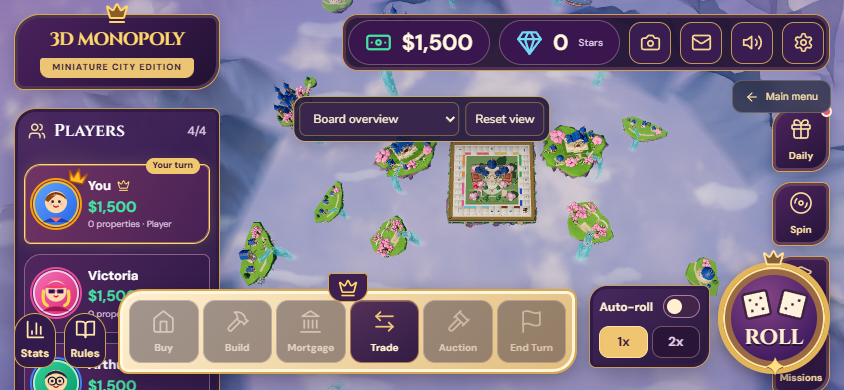 3D MONOPOLY
MINIATURE CITY EDITION
$1,500
0 Stars
Main menu
Board overview
Reset view
PLAYERS 4/4
Your turn
You
$1,500
0 properties · Player
Victoria
$1,500
$1,500
Stats
Rules
Buy
Build
Mortgage
Trade
Auction
End Turn
Auto-roll
1x
2x
Daily
Spin
ROLL
Missions